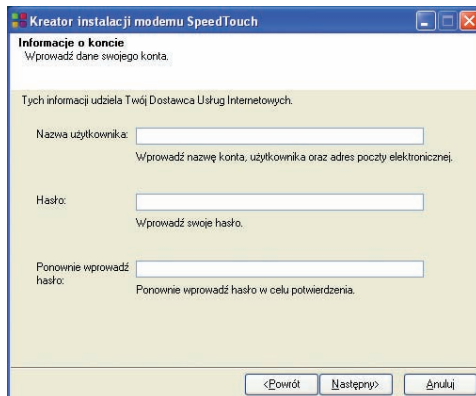 Kreator instalacji modemu SpeedTouch
Informacje o koncie
Wprowadź dane swojego konta.
Tych informacji udziela Twój Dostawca Usług Internetowych.
Nazwa użytkownika:
Wprowadź nazwę konta, użytkownika oraz adres poczty elektronicznej.
Hasło:
Wprowadź swoje hasło.
Ponownie wprowadź
hasło:
Ponownie wprowadź hasło w celu potwierdzenia.
<Powrót Następny> Anuluj